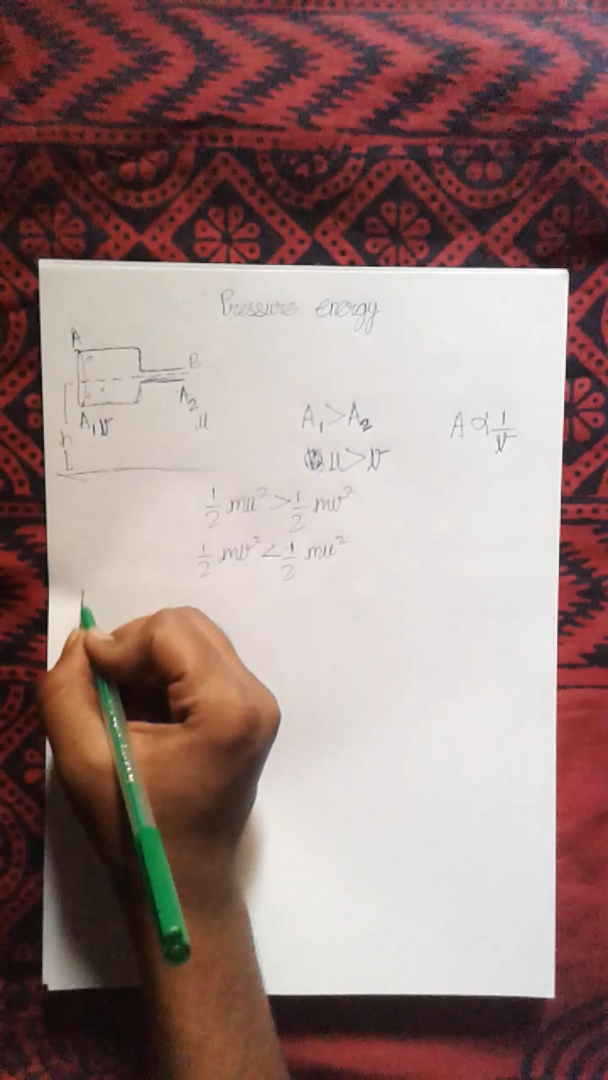 Pressure energy
A
B
A₁ v
A₂
u
h
A₁ > A₂
A ∝ 1/v
u > v
1/2 mu² > 1/2 mv²
1/2 mv² < 1/2 mu²